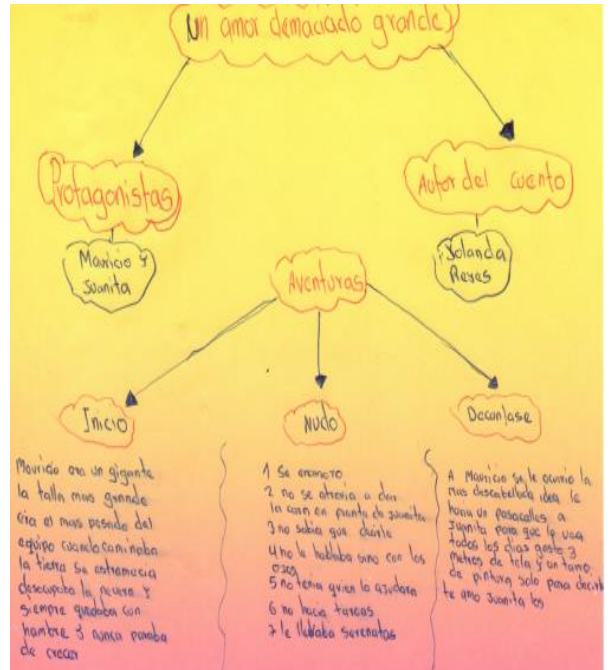 un amor demaciado grande
Protagonistas
Autor del cuento
Mauricio y
Juanita
Yolanda
Reyes
Aventuras
Inicio
Nudo
Decenlase
Mauricio era un gigante
la talla mas grande
era el mas pesado del
equipo cuando caminaba
la tierra se estremecia
desocupaba la nevera y
siempre quedaba con
hambre y nunca paraba
de crecer
1 Se enamoro
2 no se atrevia a dar
la cara en frente de Juanita
3 no sabia que decirle
4 no le hablaba sino con los
ojos
5 no tenia quien lo ayudara
6 no hacia tareas
7 le llevaba serenatas
A Mauricio se le ocurrio la
mas descabellada idea le
haria un pasacalles a
Juanita para que lo vea
todos los dias gasto 3
metros de tela y un tarro
de pintura solo para decirle
te amo Juanita los